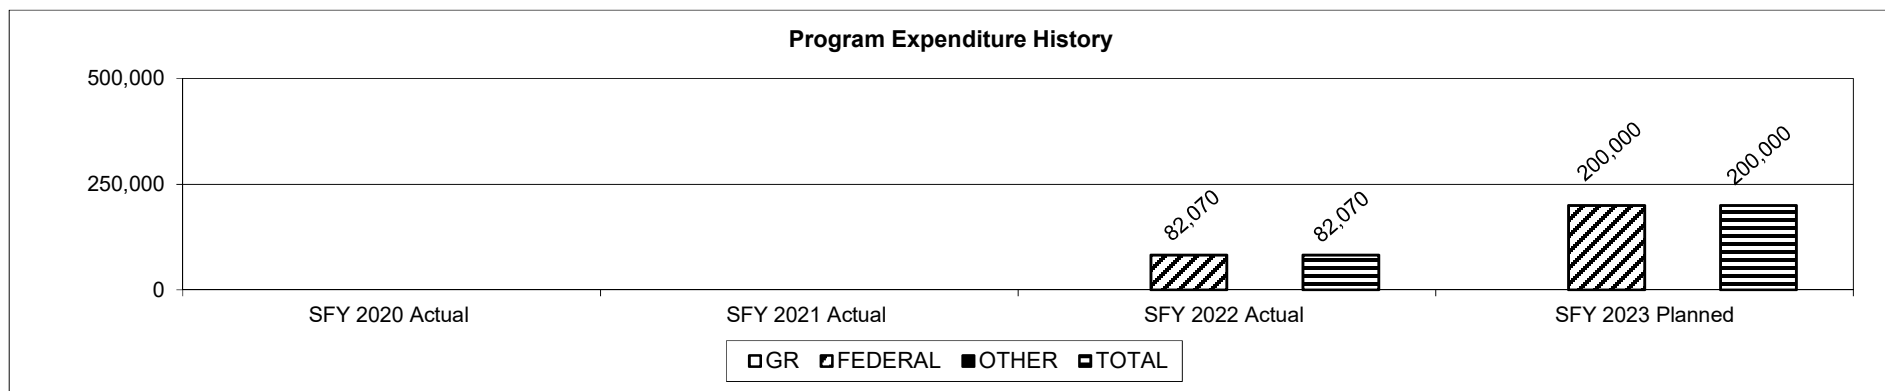 Program Expenditure History
500,000
250,000
0
82,070
82,070
200,000
200,000
SFY 2020 Actual
SFY 2021 Actual
SFY 2022 Actual
SFY 2023 Planned
GR FEDERAL OTHER TOTAL